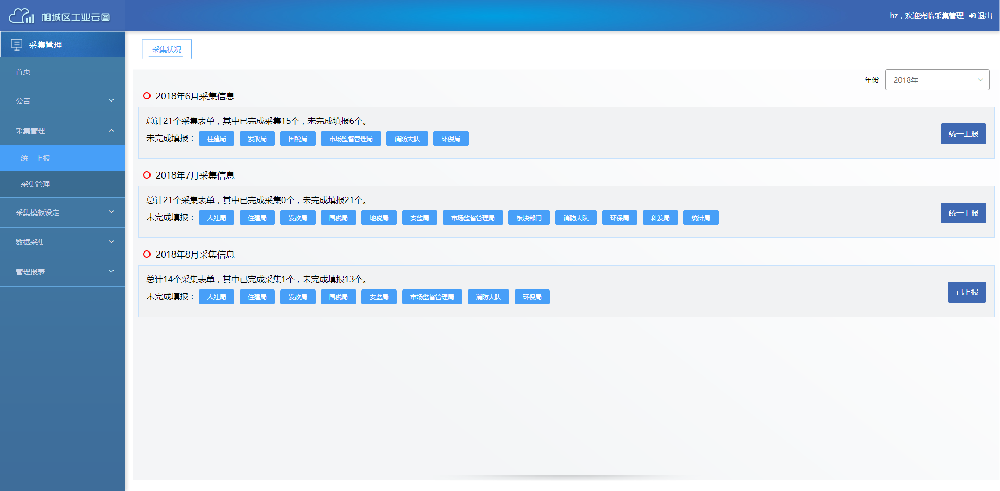 相城区工业云图
hz，欢迎光临采集管理 退出
采集管理
首页
公告
采集管理
统一上报
采集管理
采集模板设定
数据采集
管理报表
采集状况
年份 2018年
2018年6月采集信息
总计21个采集表单，其中已完成采集15个，未完成填报6个。
未完成填报： 住建局 发改局 国税局 市场监督管理局 消防大队 环保局
统一上报
2018年7月采集信息
总计21个采集表单，其中已完成采集0个，未完成填报21个。
未完成填报： 人社局 住建局 发改局 国税局 地税局 安监局 市场监督管理局 板块部门 消防大队 环保局 科发局 统计局
统一上报
2018年8月采集信息
总计14个采集表单，其中已完成采集1个，未完成填报13个。
未完成填报： 人社局 住建局 发改局 国税局 安监局 市场监督管理局 消防大队 环保局
已上报